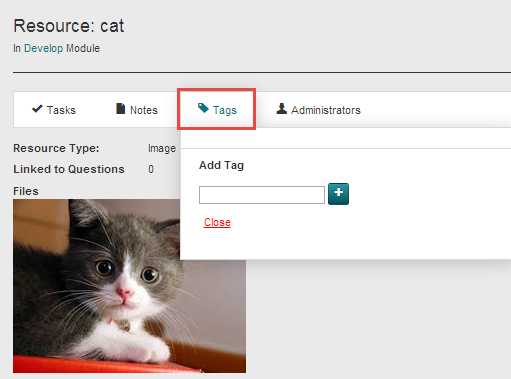 Resource: cat
In Develop Module
Tasks Notes Tags Administrators
Resource Type: Image
Linked to Questions 0
Files
Add Tag
+
Close